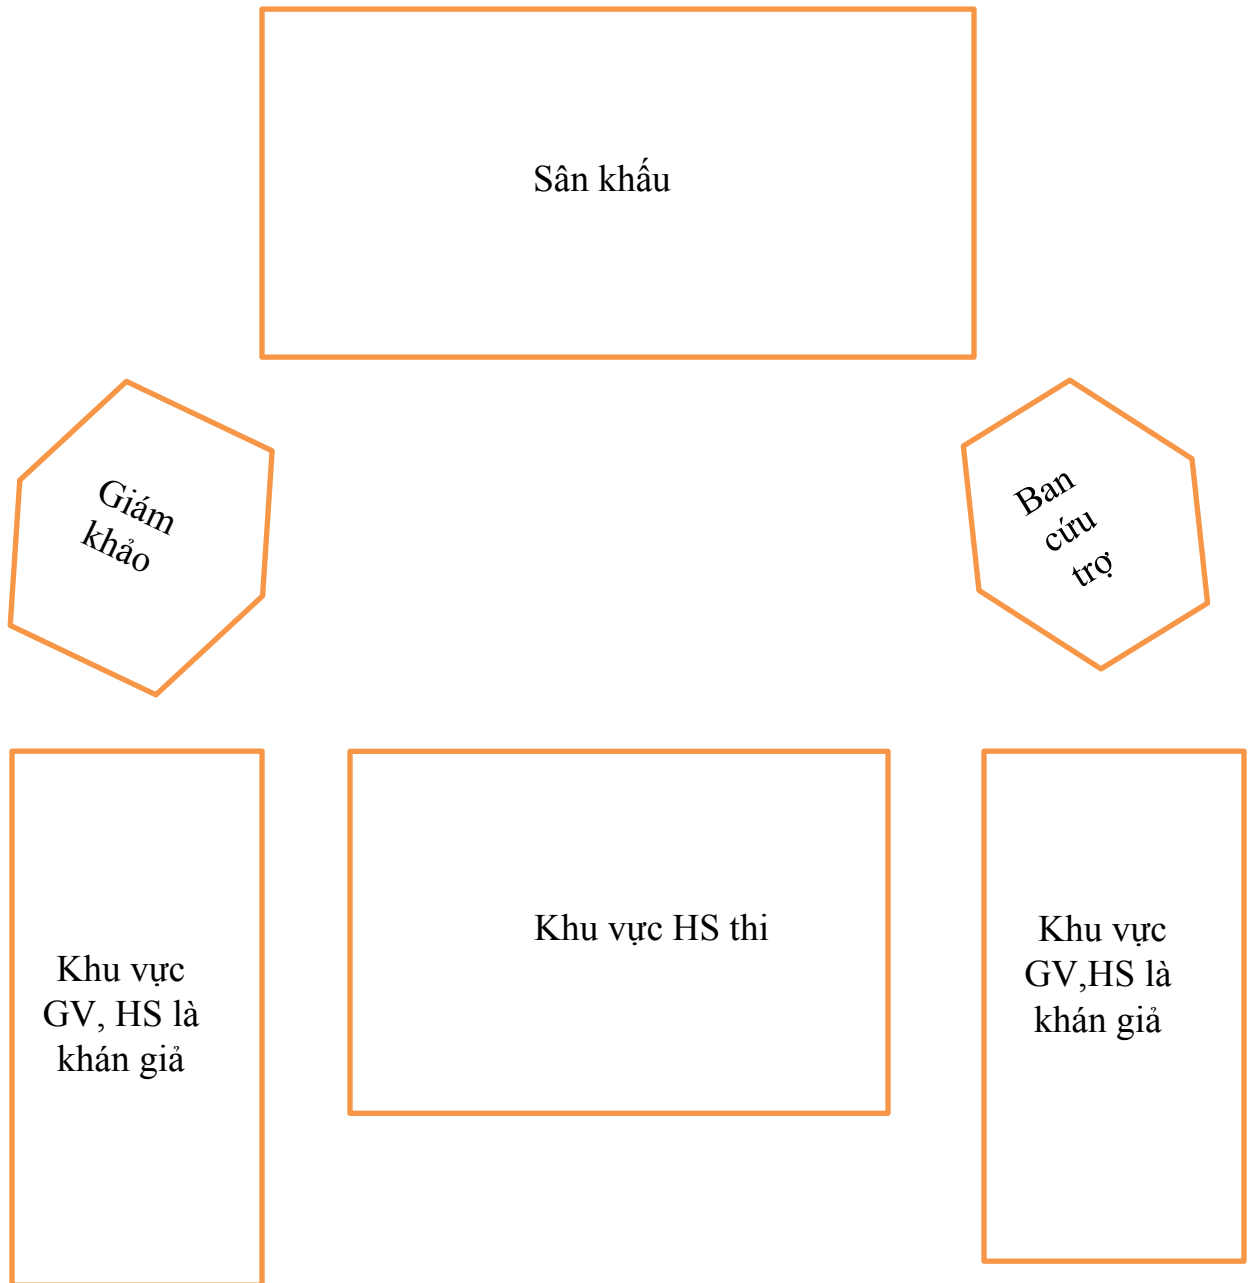 Sân khấu
Giám
khảo
Ban
cứu
trợ
Khu vực
GV, HS là
khán giả
Khu vực HS thi
Khu vực
GV,HS là
khán giả